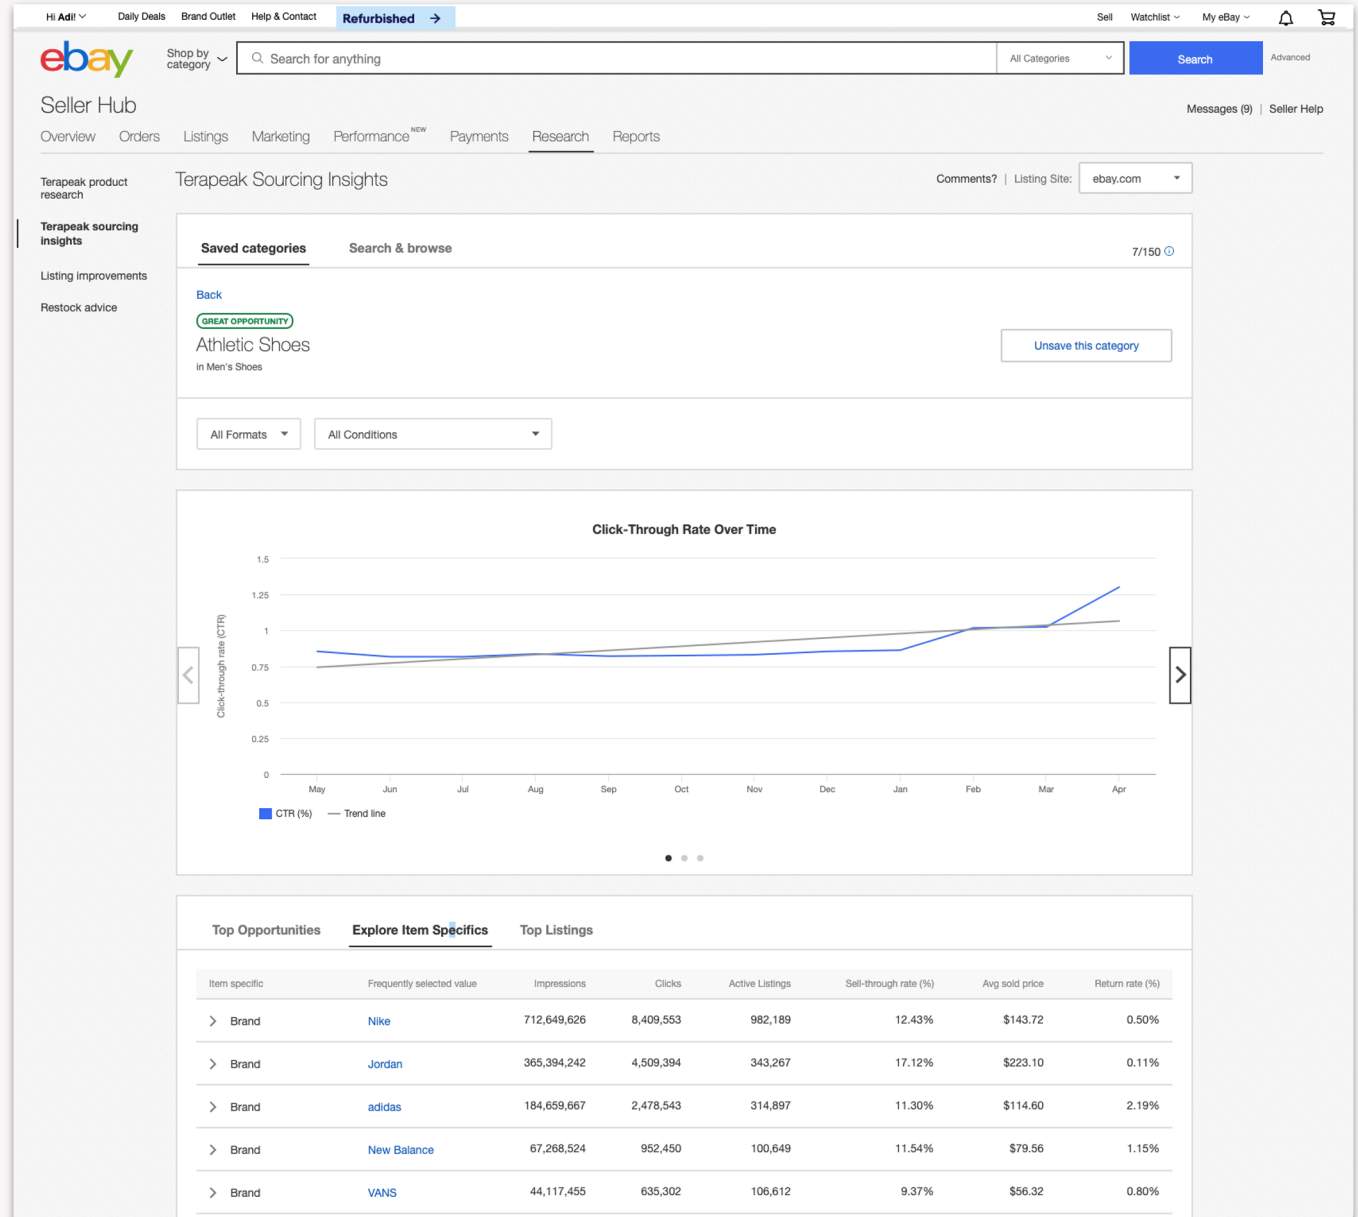 Hi Adi! Daily Deals Brand Outlet Help & Contact Refurbished → Sell Watchlist My eBay
ebay Shop by category Search for anything All Categories Search Advanced
Seller Hub
Messages (9) | Seller Help
Overview Orders Listings Marketing Performance NEW Payments Research Reports
Terapeak product research
Terapeak sourcing insights
Listing improvements
Restock advice
Terapeak Sourcing Insights Comments? | Listing Site: ebay.com
Saved categories Search & browse 7/150
Back
GREAT OPPORTUNITY
Athletic Shoes
in Men's Shoes
Unsave this category
All Formats All Conditions
Click-Through Rate Over Time
Click-through rate (CTR)
1.5
1.25
1
0.75
0.5
0.25
0
May Jun Jul Aug Sep Oct Nov Dec Jan Feb Mar Apr
CTR (%) Trend line
Top Opportunities Explore Item Specifics Top Listings
Item specific Frequently selected value Impressions Clicks Active Listings Sell-through rate (%) Avg sold price Return rate (%)
Brand Nike 712,649,626 8,409,553 982,189 12.43% $143.72 0.50%
Brand Jordan 365,394,242 4,509,394 343,267 17.12% $223.10 0.11%
Brand adidas 184,659,667 2,478,543 314,897 11.30% $114.60 2.19%
Brand New Balance 67,268,524 952,450 100,649 11.54% $79.56 1.15%
Brand VANS 44,117,455 635,302 106,612 9.37% $56.32 0.80%